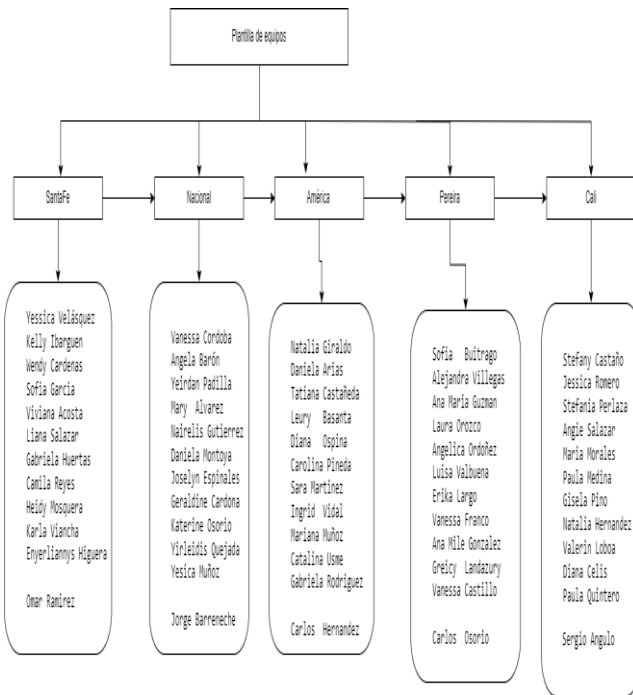 Plantilla de equipos
SantaFe
Nacional
América
Pereira
Cali
Yessica Velásquez
Kelly Ibarguen
Wendy Cardenas
Sofia Garcia
Viviana Acosta
Liana Salazar
Gabriela Huertas
Camila Reyes
Heidy Mosquera
Karla Viancha
Enyerliannys Higuera
Omar Ramirez
Vanessa Cordoba
Angela Barón
Yeirdan Padilla
Mary Alvarez
Nairelis Gutierrez
Daniela Montoya
Joselyn Espinales
Geraldine Cardona
Katerine Osorio
Yirleidis Quejada
Yesica Muñoz
Jorge Barreneche
Natalia Giraldo
Daniela Arias
Tatiana Castañeda
Leury Basanta
Diana Ospina
Carolina Pineda
Sara Martinez
Ingrid Vidal
Mariana Muñoz
Catalina Usme
Gabriela Rodriguez
Carlos Hernandez
Sofia Buitrago
Alejandra Villegas
Ana Maria Guzman
Laura Orozco
Angelica Ordoñez
Luisa Valbuena
Erika Largo
Vanessa Franco
Ana Mile Gonzalez
Greicy Landazury
Vanessa Castillo
Carlos Osorio
Stefany Castaño
Jessica Romero
Stefania Perlaza
Angie Salazar
Maria Morales
Paula Medina
Gisela Pino
Natalia Hernandez
Valerin Loboa
Diana Celis
Paula Quintero
Sergio Angulo